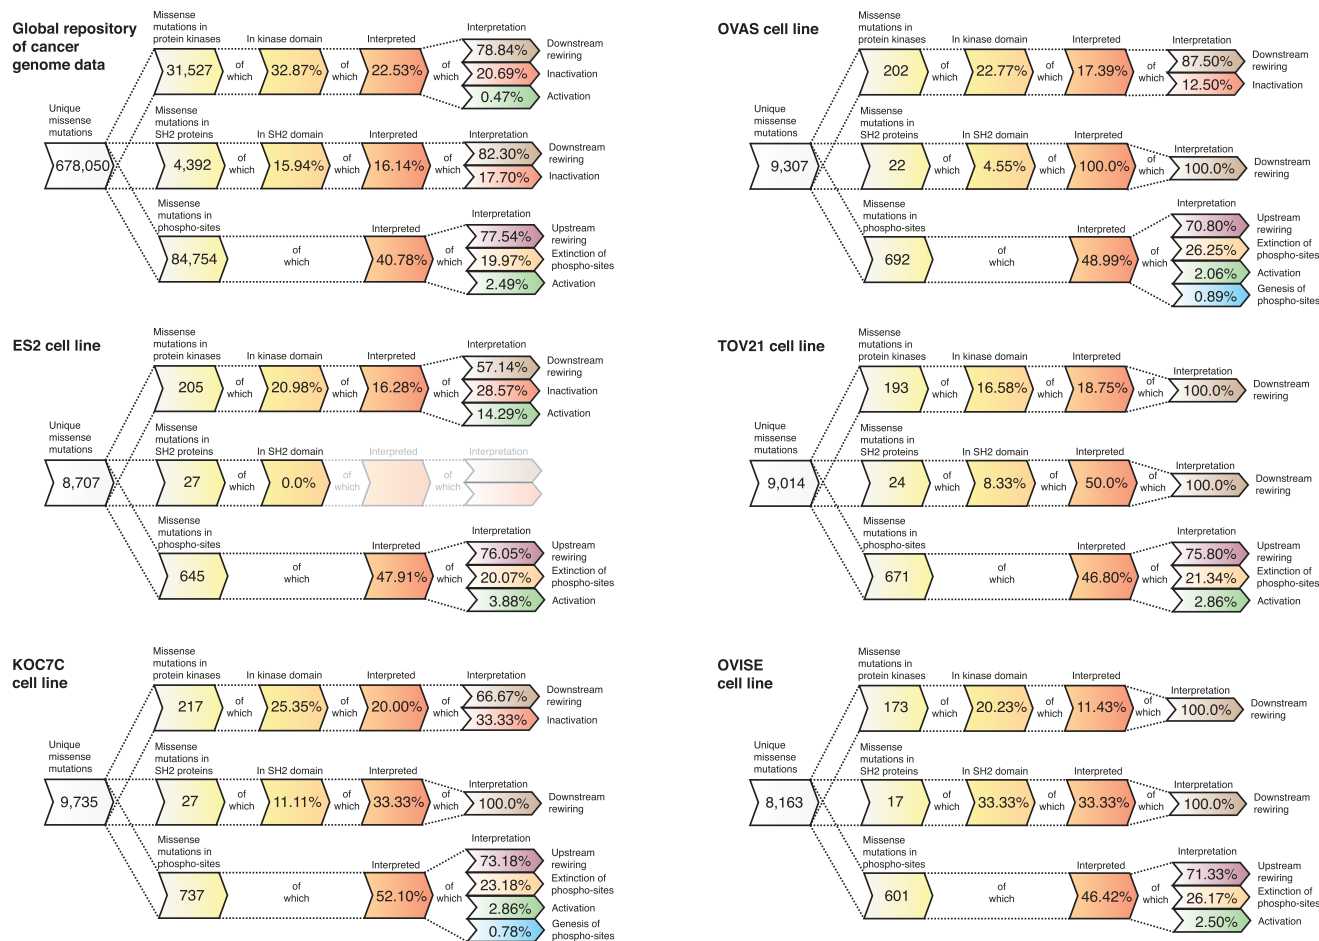 Global repository
of cancer
genome data
Missense
mutations in
protein kinases
In kinase domain
Interpreted
Interpretation
31,527
of
which
32.87%
of
which
22.53%
of
which
78.84%
Downstream
rewiring
20.69%
Inactivation
0.47%
Activation
Unique
missense
mutations
678,050
Missense
mutations in
SH2 proteins
In SH2 domain
Interpreted
Interpretation
4,392
of
which
15.94%
of
which
16.14%
of
which
82.30%
Downstream
rewiring
17.70%
Inactivation
Missense
mutations in
phospho-sites
Interpreted
Interpretation
84,754
of
which
40.78%
of
which
77.54%
Upstream
rewiring
19.97%
Extinction of
phospho-sites
2.49%
Activation
OVAS cell line
Missense
mutations in
protein kinases
In kinase domain
Interpreted
Interpretation
202
of
which
22.77%
of
which
17.39%
of
which
87.50%
Downstream
rewiring
12.50%
Inactivation
Unique
missense
mutations
9,307
Missense
mutations in
SH2 proteins
In SH2 domain
Interpreted
Interpretation
22
of
which
4.55%
of
which
100.0%
of
which
100.0%
Downstream
rewiring
Missense
mutations in
phospho-sites
Interpreted
Interpretation
692
of
which
48.99%
of
which
70.80%
Upstream
rewiring
26.25%
Extinction of
phospho-sites
2.06%
Activation
0.89%
Genesis of
phospho-sites
ES2 cell line
Missense
mutations in
protein kinases
In kinase domain
Interpreted
Interpretation
205
of
which
20.98%
of
which
16.28%
of
which
57.14%
Downstream
rewiring
28.57%
Inactivation
14.29%
Activation
Unique
missense
mutations
8,707
Missense
mutations in
SH2 proteins
In SH2 domain
Interpreted
Interpretation
27
of
which
0.0%
of
which
of
which
Missense
mutations in
phospho-sites
Interpreted
Interpretation
645
of
which
47.91%
of
which
76.05%
Upstream
rewiring
20.07%
Extinction of
phospho-sites
3.88%
Activation
TOV21 cell line
Missense
mutations in
protein kinases
In kinase domain
Interpreted
Interpretation
193
of
which
16.58%
of
which
18.75%
of
which
100.0%
Downstream
rewiring
Unique
missense
mutations
9,014
Missense
mutations in
SH2 proteins
In SH2 domain
Interpreted
Interpretation
24
of
which
8.33%
of
which
50.0%
of
which
100.0%
Downstream
rewiring
Missense
mutations in
phospho-sites
Interpreted
Interpretation
671
of
which
46.80%
of
which
75.80%
Upstream
rewiring
21.34%
Extinction of
phospho-sites
2.86%
Activation
KOC7C
cell line
Missense
mutations in
protein kinases
In kinase domain
Interpreted
Interpretation
217
of
which
25.35%
of
which
20.00%
of
which
66.67%
Downstream
rewiring
33.33%
Inactivation
Unique
missense
mutations
9,735
Missense
mutations in
SH2 proteins
In SH2 domain
Interpreted
Interpretation
27
of
which
11.11%
of
which
33.33%
of
which
100.0%
Downstream
rewiring
Missense
mutations in
phospho-sites
Interpreted
Interpretation
737
of
which
52.10%
of
which
73.18%
Upstream
rewiring
23.18%
Extinction of
phospho-sites
2.86%
Activation
0.78%
Genesis of
phospho-sites
OVISE
cell line
Missense
mutations in
protein kinases
In kinase domain
Interpreted
Interpretation
173
of
which
20.23%
of
which
11.43%
of
which
100.0%
Downstream
rewiring
Unique
missense
mutations
8,163
Missense
mutations in
SH2 proteins
In SH2 domain
Interpreted
Interpretation
17
of
which
33.33%
of
which
33.33%
of
which
100.0%
Downstream
rewiring
Missense
mutations in
phospho-sites
Interpreted
Interpretation
601
of
which
46.42%
of
which
71.33%
Upstream
rewiring
26.17%
Extinction of
phospho-sites
2.50%
Activation